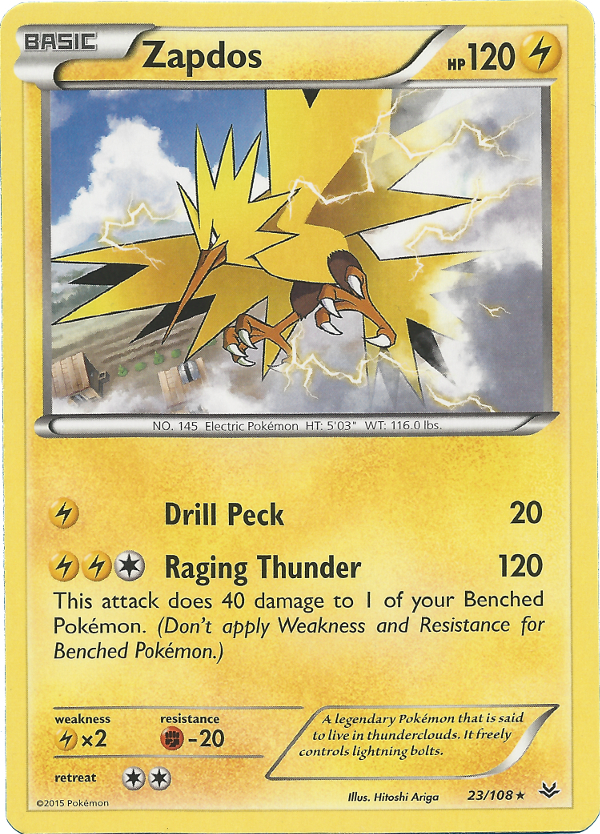 BASIC
Zapdos
HP 120
NO. 145 Electric Pokémon HT: 5'03" WT: 116.0 lbs.
Drill Peck 20
Raging Thunder 120
This attack does 40 damage to 1 of your Benched
Pokémon. (Don't apply Weakness and Resistance for
Benched Pokémon.)
weakness resistance
×2 -20
A legendary Pokémon that is said
to live in thunderclouds. It freely
controls lightning bolts.
retreat
©2015 Pokémon
Illus. Hitoshi Ariga
23/108 ★